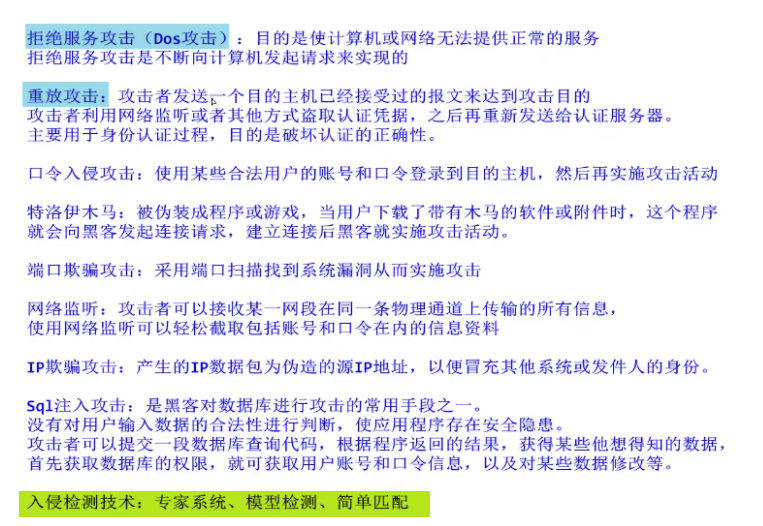 拒绝服务攻击（Dos攻击）：目的是使计算机或网络无法提供正常的服务
拒绝服务攻击是不断向计算机发起请求来实现的
重放攻击：攻击者发送一个目的主机已经接受过的报文来达到攻击目的
攻击者利用网络监听或者其他方式盗取认证凭据，之后再重新发送给认证服务器。
主要用于身份认证过程，目的是破坏认证的正确性。
口令入侵攻击：使用某些合法用户的账号和口令登录到目的主机，然后再实施攻击活动
特洛伊木马：被伪装成程序或游戏，当用户下载了带有木马的软件或附件时，这个程序
就会向黑客发起连接请求，建立连接后黑客就实施攻击活动。
端口欺骗攻击：采用端口扫描找到系统漏洞从而实施攻击
网络监听：攻击者可以接收某一网段在同一条物理通道上传输的所有信息，
使用网络监听可以轻松截取包括账号和口令在内的信息资料
IP欺骗攻击：产生的IP数据包为伪造的源IP地址，以便冒充其他系统或发件人的身份。
Sql注入攻击：是黑客对数据库进行攻击的常用手段之一。
没有对用户输入数据的合法性进行判断，使应用程序存在安全隐患。
攻击者可以提交一段数据库查询代码，根据程序返回的结果，获得某些他想得知的数据，
首先获取数据库的权限，就可获取用户账号和口令信息，以及对某些数据修改等。
入侵检测技术：专家系统、模型检测、简单匹配